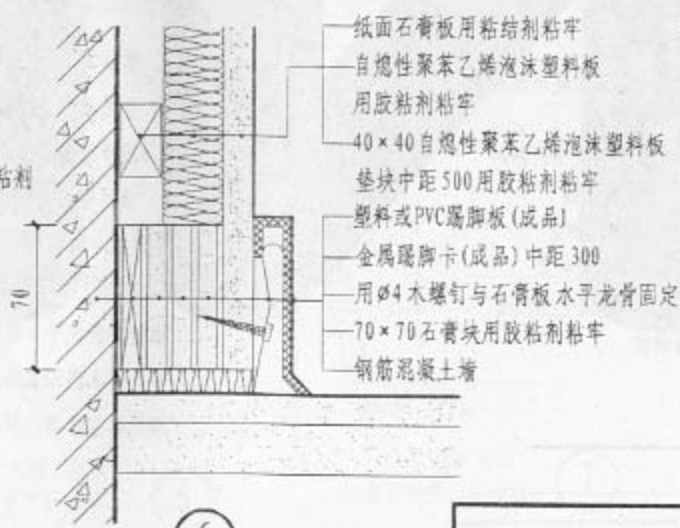 纸面石膏板用粘结剂粘牢
自熄性聚苯乙烯泡沫塑料板
用胶粘剂粘牢
40×40自熄性聚苯乙烯泡沫塑料板
垫块中距500用胶粘剂粘牢
塑料或PVC踢脚板(成品)
金属踢脚卡(成品)中距300
用Ø4木螺钉与石膏板水平龙骨固定
70×70石膏块用胶粘剂粘牢
钢筋混凝土墙
粘剂
70